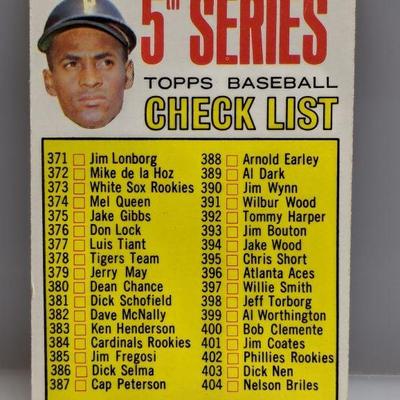 5TH SERIES
TOPPS BASEBALL
CHECK LIST
371 Jim Lonborg
372 Mike de la Hoz
373 White Sox Rookies
374 Mel Queen
375 Jake Gibbs
376 Don Lock
377 Luis Tiant
378 Tigers Team
379 Jerry May
380 Dean Chance
381 Dick Schofield
382 Dave McNally
383 Ken Henderson
384 Cardinals Rookies
385 Jim Fregosi
386 Dick Selma
387 Cap Peterson
388 Arnold Earley
389 Al Dark
390 Jim Wynn
391 Wilbur Wood
392 Tommy Harper
393 Jim Bouton
394 Jake Wood
395 Chris Short
396 Atlanta Aces
397 Willie Smith
398 Jeff Torborg
399 Al Worthington
400 Bob Clemente
401 Jim Coates
402 Phillies Rookies
403 Dick Nen
404 Nelson Briles